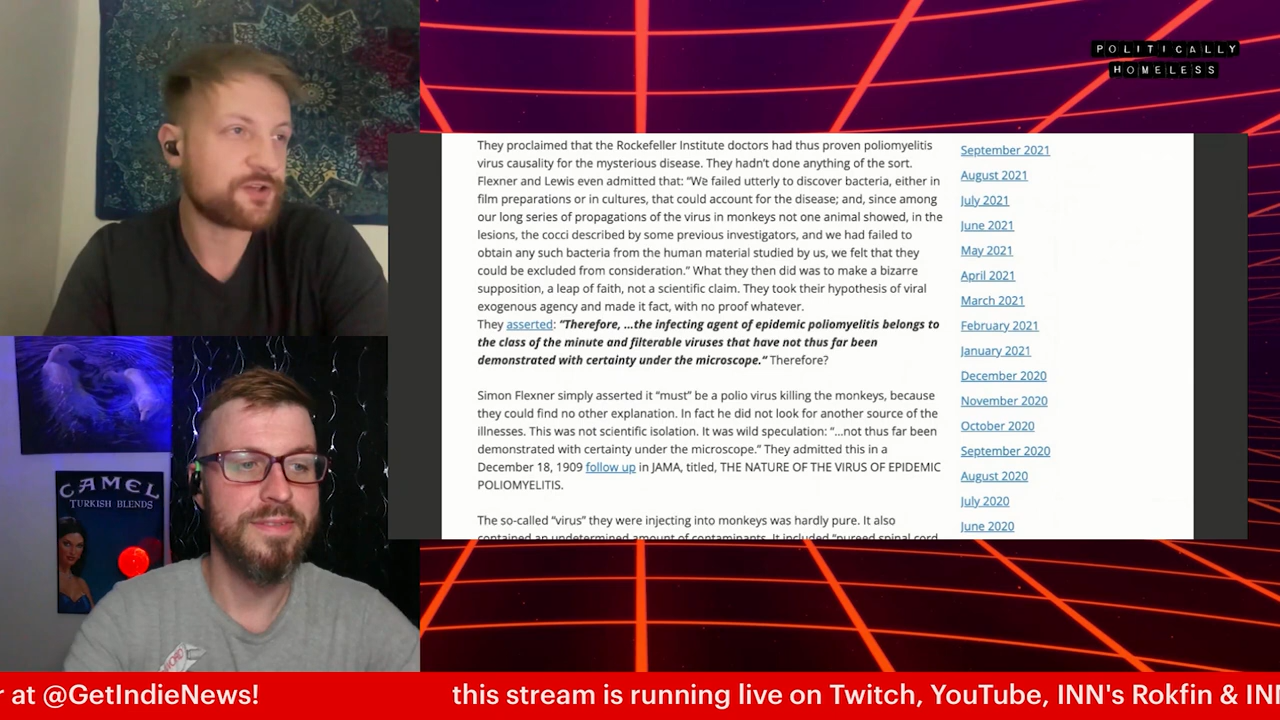 POLITICALLY
HOMELESS
They proclaimed that the Rockefeller Institute doctors had thus proven poliomyelitis
virus causality for the mysterious disease. They hadn't done anything of the sort.
Flexner and Lewis even admitted that: “We failed utterly to discover bacteria, either in
film preparations or in cultures, that could account for the disease; and, since among
our long series of propagations of the virus in monkeys not one animal showed, in the
lesions, the cocci described by some previous investigators, and we had failed to
obtain any such bacteria from the human material studied by us, we felt that they
could be excluded from consideration.” What they then did was to make a bizarre
supposition, a leap of faith, not a scientific claim. They took their hypothesis of viral
exogenous agency and made it fact, with no proof whatever.
They asserted: “Therefore, …the infecting agent of epidemic poliomyelitis belongs to
the class of the minute and filterable viruses that have not thus far been
demonstrated with certainty under the microscope.“ Therefore?
Simon Flexner simply asserted it “must” be a polio virus killing the monkeys, because
they could find no other explanation. In fact he did not look for another source of the
illnesses. This was not scientific isolation. It was wild speculation: “…not thus far been
demonstrated with certainty under the microscope.” They admitted this in a
December 18, 1909 follow up in JAMA, titled, THE NATURE OF THE VIRUS OF EPIDEMIC
POLIOMYELITIS.
The so-called “virus” they were injecting into monkeys was hardly pure. It also
contained an undetermined amount of contaminants. It included “pureed spinal cord
September 2021
August 2021
July 2021
June 2021
May 2021
April 2021
March 2021
February 2021
January 2021
December 2020
November 2020
October 2020
September 2020
August 2020
July 2020
June 2020
CAMEL
TURKISH BLENDS
r at @GetIndieNews! this stream is running live on Twitch, YouTube, INN's Rokfin & IN